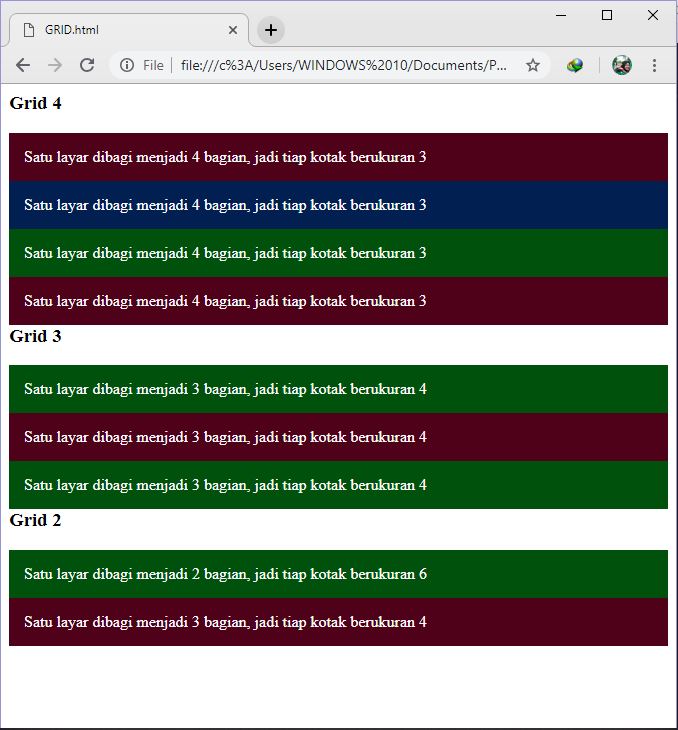 GRID.html
File
file:///c%3A/Users/WINDOWS%2010/Documents/P...
Grid 4
Satu layar dibagi menjadi 4 bagian, jadi tiap kotak berukuran 3
Satu layar dibagi menjadi 4 bagian, jadi tiap kotak berukuran 3
Satu layar dibagi menjadi 4 bagian, jadi tiap kotak berukuran 3
Satu layar dibagi menjadi 4 bagian, jadi tiap kotak berukuran 3
Grid 3
Satu layar dibagi menjadi 3 bagian, jadi tiap kotak berukuran 4
Satu layar dibagi menjadi 3 bagian, jadi tiap kotak berukuran 4
Satu layar dibagi menjadi 3 bagian, jadi tiap kotak berukuran 4
Grid 2
Satu layar dibagi menjadi 2 bagian, jadi tiap kotak berukuran 6
Satu layar dibagi menjadi 3 bagian, jadi tiap kotak berukuran 4